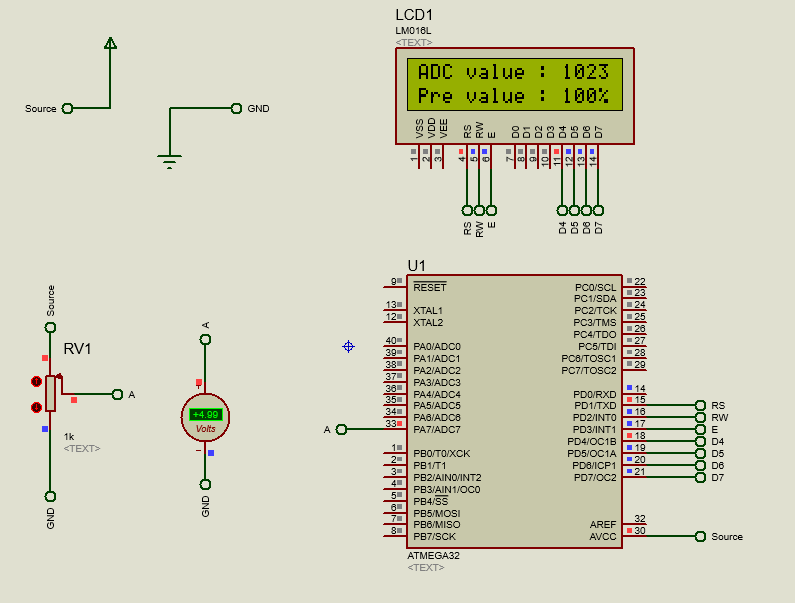 LCD1
LM016L
<TEXT>
ADC value : 1023
Pre value : 100%
VSS VDD VEE RS RW E D0 D1 D2 D3 D4 D5 D6 D7
1 2 3 4 5 6 7 8 9 10 11 12 13 14
RS RW E D4 D5 D6 D7
Source
GND
Source
RV1
A
1k
<TEXT>
GND
A
+
+4.99
Volts
-
GND
U1
9 RESET
13 XTAL1
12 XTAL2
40 PA0/ADC0
39 PA1/ADC1
38 PA2/ADC2
37 PA3/ADC3
36 PA4/ADC4
35 PA5/ADC5
34 PA6/ADC6
A 33 PA7/ADC7
1 PB0/T0/XCK
2 PB1/T1
3 PB2/AIN0/INT2
4 PB3/AIN1/OC0
5 PB4/SS
6 PB5/MOSI
7 PB6/MISO
8 PB7/SCK
PC0/SCL 22
PC1/SDA 23
PC2/TCK 24
PC3/TMS 25
PC4/TDO 26
PC5/TDI 27
PC6/TOSC1 28
PC7/TOSC2 29
PD0/RXD 14
PD1/TXD 15 RS
PD2/INT0 16 RW
PD3/INT1 17 E
PD4/OC1B 18 D4
PD5/OC1A 19 D5
PD6/ICP1 20 D6
PD7/OC2 21 D7
AREF 32
AVCC 30 Source
ATMEGA32
<TEXT>